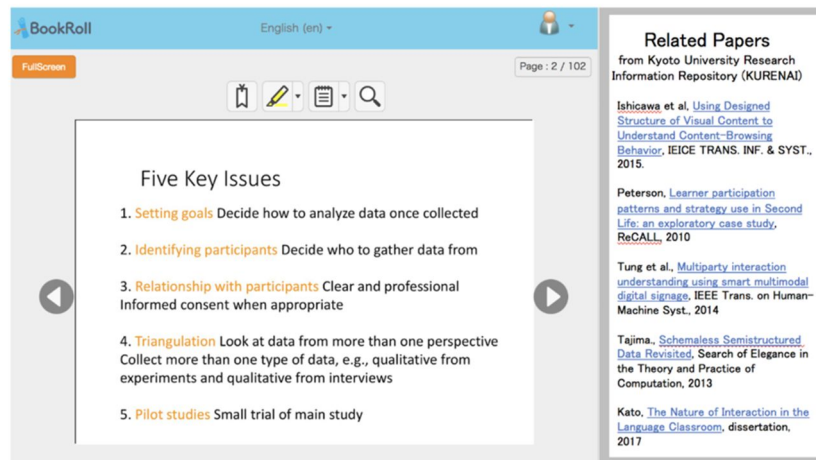 BookRoll
English (en)
FullScreen
Page : 2 / 102
Five Key Issues
1. Setting goals Decide how to analyze data once collected
2. Identifying participants Decide who to gather data from
3. Relationship with participants Clear and professional
Informed consent when appropriate
4. Triangulation Look at data from more than one perspective
Collect more than one type of data, e.g., qualitative from
experiments and qualitative from interviews
5. Pilot studies Small trial of main study
Related Papers
from Kyoto University Research
Information Repository (KURENAI)
Ishicawa et al, Using Designed
Structure of Visual Content to
Understand Content-Browsing
Behavior, IEICE TRANS. INF. & SYST.,
2015.
Peterson, Learner participation
patterns and strategy use in Second
Life: an exploratory case study,
ReCALL, 2010
Tung et al., Multiparty interaction
understanding using smart multimodal
digital signage, IEEE Trans. on Human-
Machine Syst., 2014
Tajima., Schemaless Semistructured
Data Revisited, Search of Elegance in
the Theory and Practice of
Computation, 2013
Kato, The Nature of Interaction in the
Language Classroom, dissertation,
2017